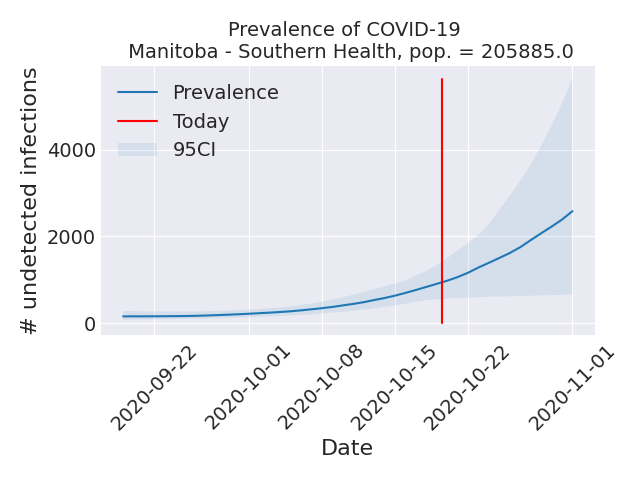 Prevalence of COVID-19
Manitoba - Southern Health, pop. = 205885.0
Prevalence
Today
95CI
# undetected infections
4000
2000
0
2020-09-22
2020-10-01
2020-10-08
2020-10-15
2020-10-22
2020-11-01
Date